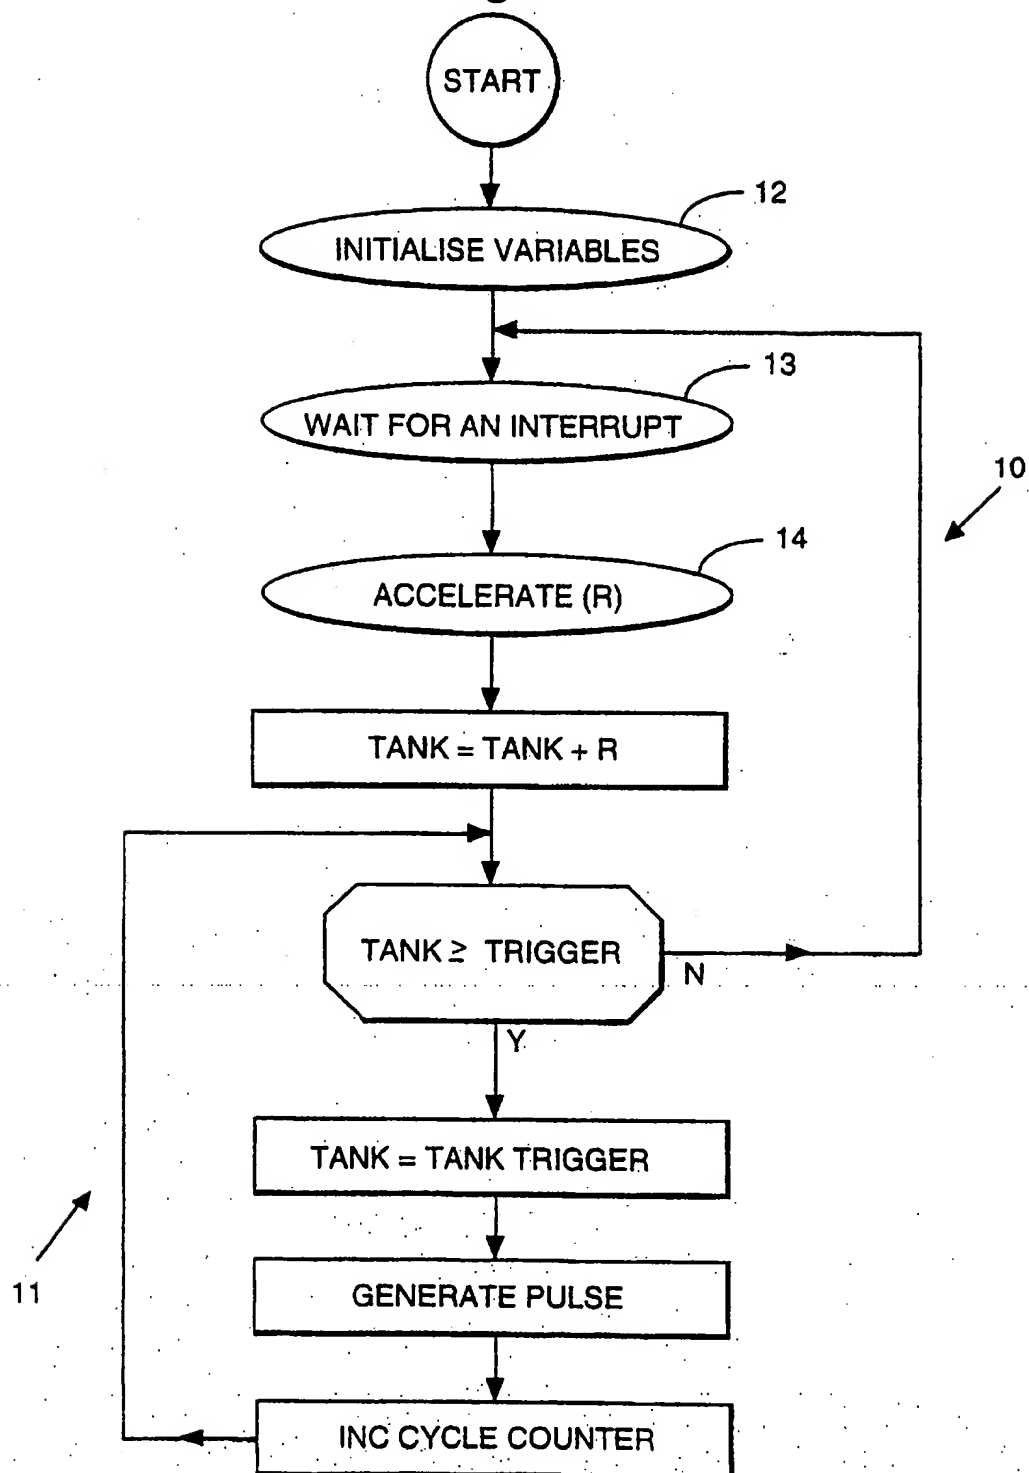 START
12
INITIALISE VARIABLES
13
WAIT FOR AN INTERRUPT
10
14
ACCELERATE (R)
TANK = TANK + R
TANK ≥ TRIGGER
N
Y
TANK = TANK TRIGGER
11
GENERATE PULSE
INC CYCLE COUNTER